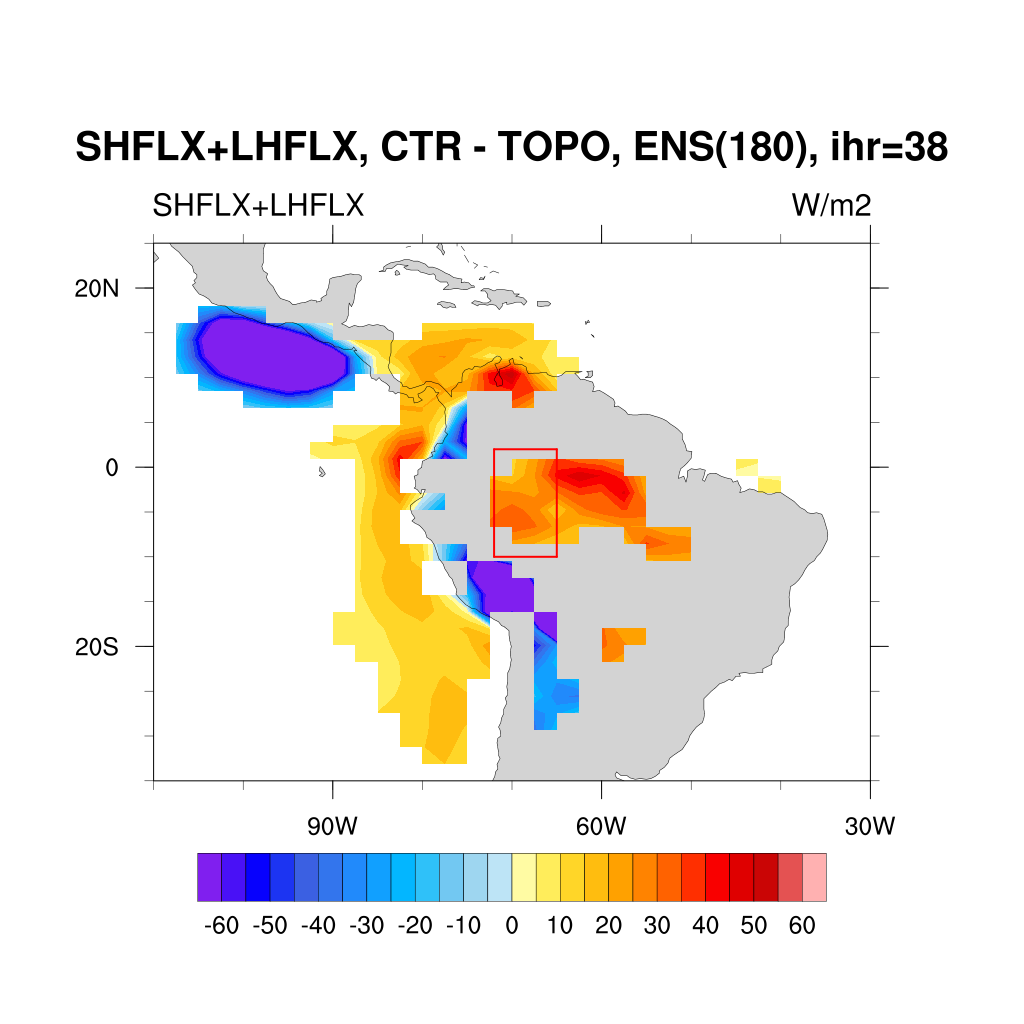 SHFLX+LHFLX, CTR - TOPO, ENS(180), ihr=38
SHFLX+LHFLX W/m2
20N
0
20S
90W 60W 30W
-60 -50 -40 -30 -20 -10 0 10 20 30 40 50 60